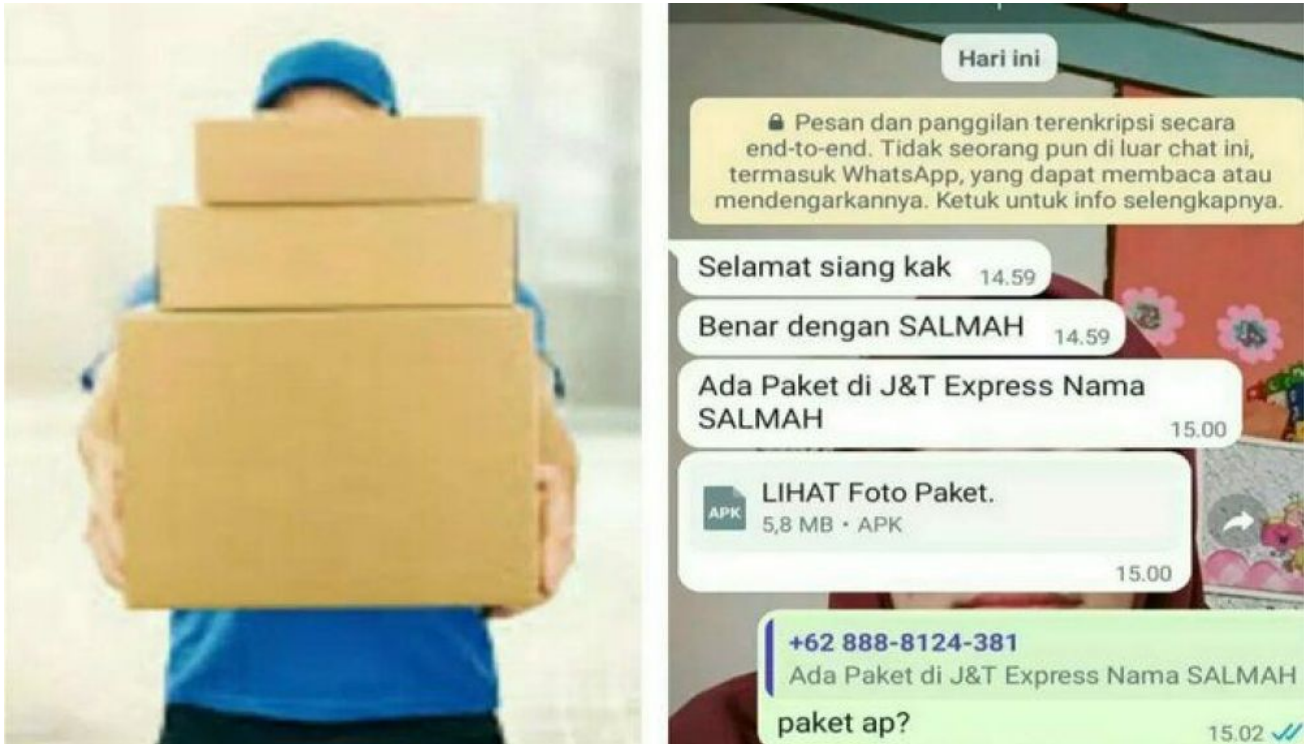 Hari ini
Pesan dan panggilan terenkripsi secara
end-to-end. Tidak seorang pun di luar chat ini,
termasuk WhatsApp, yang dapat membaca atau
mendengarkannya. Ketuk untuk info selengkapnya.
Selamat siang kak 14.59
Benar dengan SALMAH 14.59
Ada Paket di J&T Express Nama
SALMAH 15.00
LIHAT Foto Paket.
APK
5,8 MB • APK
15.00
+62 888-8124-381
Ada Paket di J&T Express Nama SALMAH
paket ap? 15.02